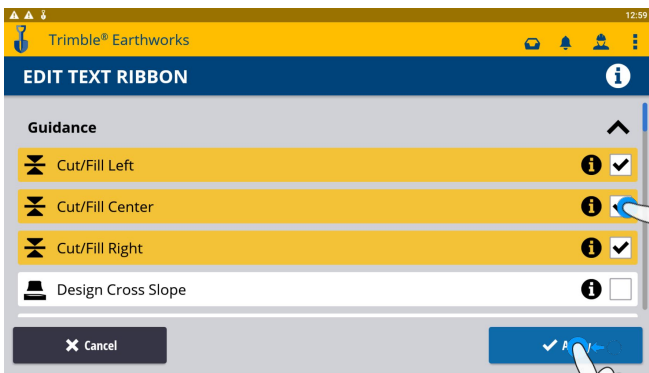 12:59
Trimble® Earthworks
EDIT TEXT RIBBON
Guidance
Cut/Fill Left
Cut/Fill Center
Cut/Fill Right
Design Cross Slope
Cancel